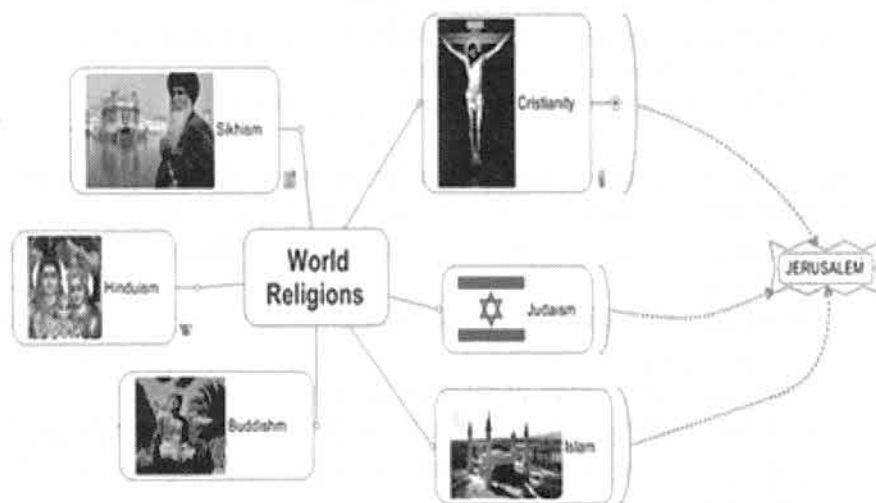 Sikhism
Cristianity
Hinduism
World
Religions
JERUSALEM
Judaism
Buddishm
Islam